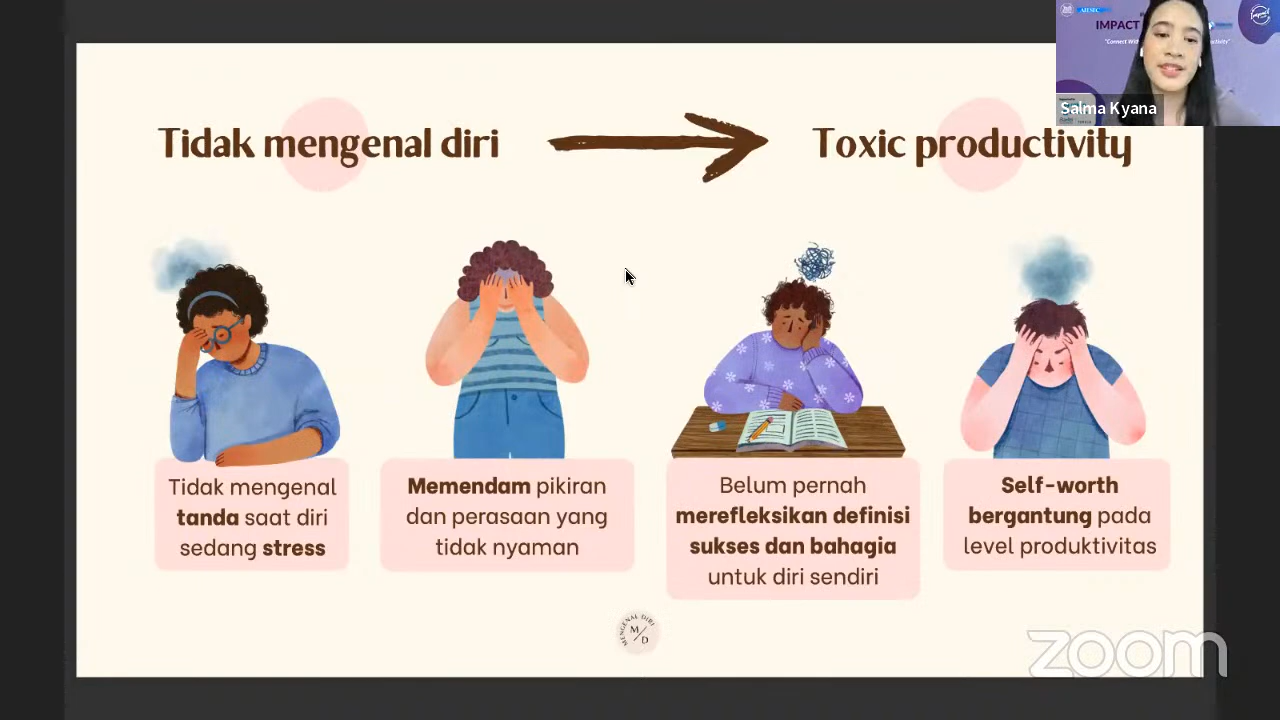 IMPACT
Salma Kyana
Tidak mengenal diri
Toxic productivity
Tidak mengenal
tanda saat diri
sedang stress
Memendam pikiran
dan perasaan yang
tidak nyaman
Belum pernah
merefleksikan definisi
sukses dan bahagia
untuk diri sendiri
Self-worth
bergantung pada
level produktivitas
MENGENAL DIRI
M/D
zoom